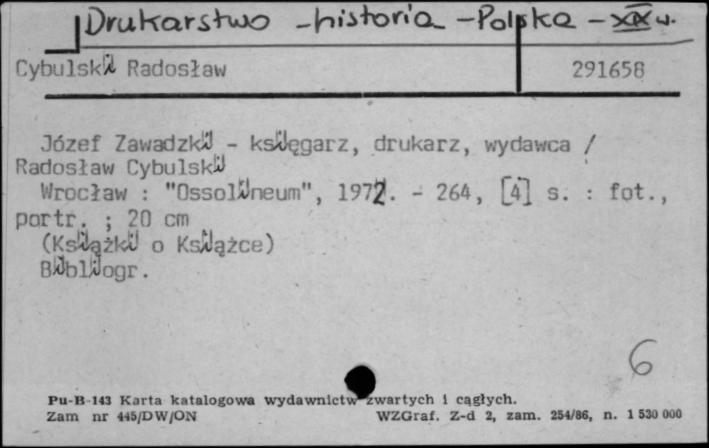 Drukarstwo - historia - Polska - XIX w.
Cybulski Radosław 291658
Józef Zawadzki - księgarz, drukarz, wydawca /
Radosław Cybulski
Wrocław : "Ossolineum", 1972. - 264, [4] s. : fot.,
portr. ; 20 cm
(Książki o Książce)
Bibliogr.
6
Pu-B-143 Karta katalogowa wydawnictw zwartych i ciągłych.
Zam nr 445/DW/ON WZGraf. Z-d 2, zam. 254/86, n. 1 530 000